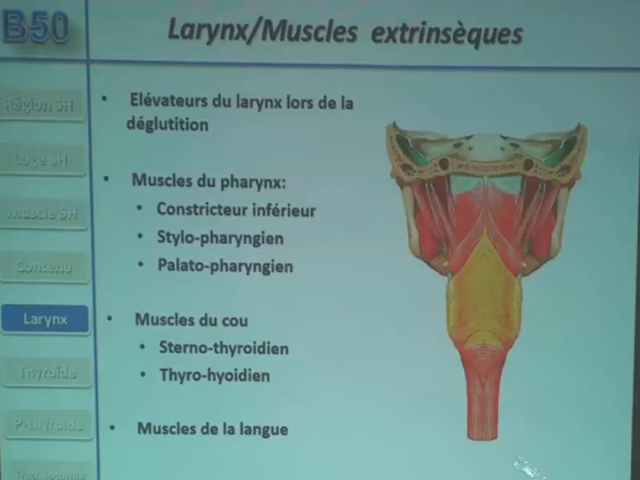 B50
Larynx/Muscles extrinsèques
Région SH
Loge SH
Muscle SH
Contenu
Larynx
Thyroïde
P-thyroïde
Trachéotomie
• Elévateurs du larynx lors de la
déglutition
• Muscles du pharynx:
• Constricteur inférieur
• Stylo-pharyngien
• Palato-pharyngien
• Muscles du cou
• Sterno-thyroidien
• Thyro-hyoidien
• Muscles de la langue